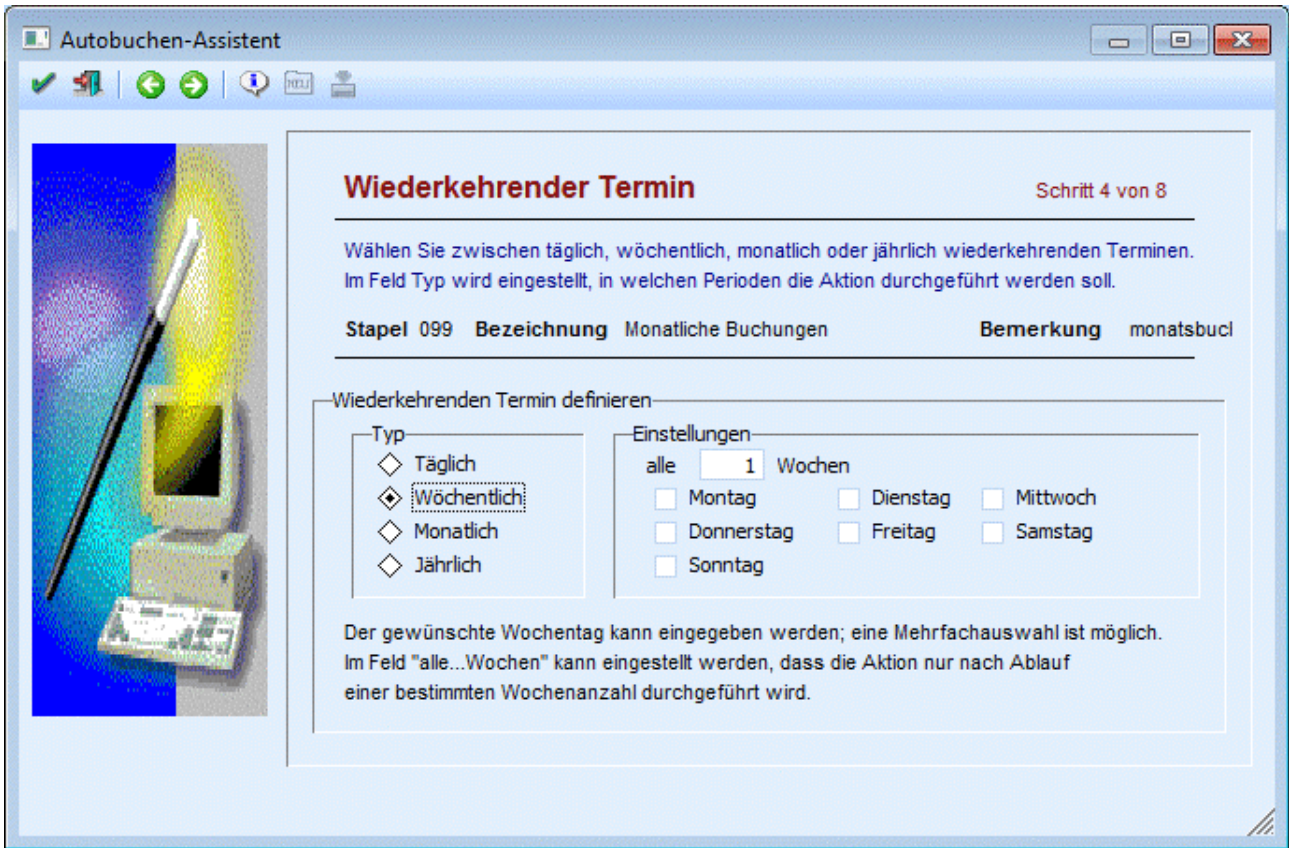 Autobuchen-Assistent
Wiederkehrender Termin Schritt 4 von 8
Wählen Sie zwischen täglich, wöchentlich, monatlich oder jährlich wiederkehrenden Terminen.
Im Feld Typ wird eingestellt, in welchen Perioden die Aktion durchgeführt werden soll.
Stapel 099 Bezeichnung Monatliche Buchungen Bemerkung monatsbucl
Wiederkehrenden Termin definieren
Typ Einstellungen
Täglich alle 1 Wochen
Wöchentlich Montag Dienstag Mittwoch
Monatlich Donnerstag Freitag Samstag
Jährlich Sonntag
Der gewünschte Wochentag kann eingegeben werden; eine Mehrfachauswahl ist möglich.
Im Feld "alle...Wochen" kann eingestellt werden, dass die Aktion nur nach Ablauf
einer bestimmten Wochenanzahl durchgeführt wird.